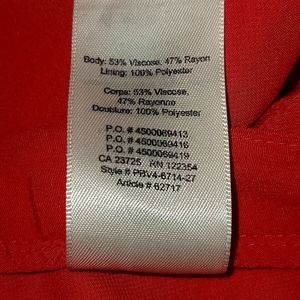 Body: 53% Viscose, 47% Rayon
Lining: 100% Polyester
Corps: 53% Viscose,
47% Rayonne
Doublure: 100% Polyester
P.O. # 4500069413
P.O. # 4500069416
P.O. # 4500069419
CA 23725 RN 122354
Style # PBV4-6714-27
Article # 62717